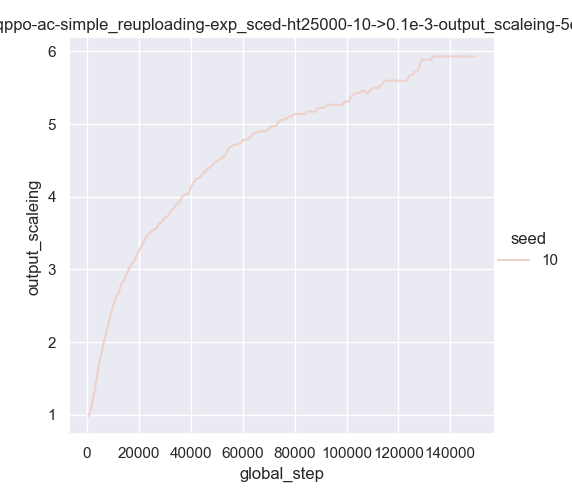 qppo-ac-simple_reuploading-exp_sced-ht25000-10->0.1e-3-output_scaleing-5e
6
5
4
3
2
1
output_scaleing
0 20000 40000 60000 80000 100000 120000 140000
global_step
seed
10